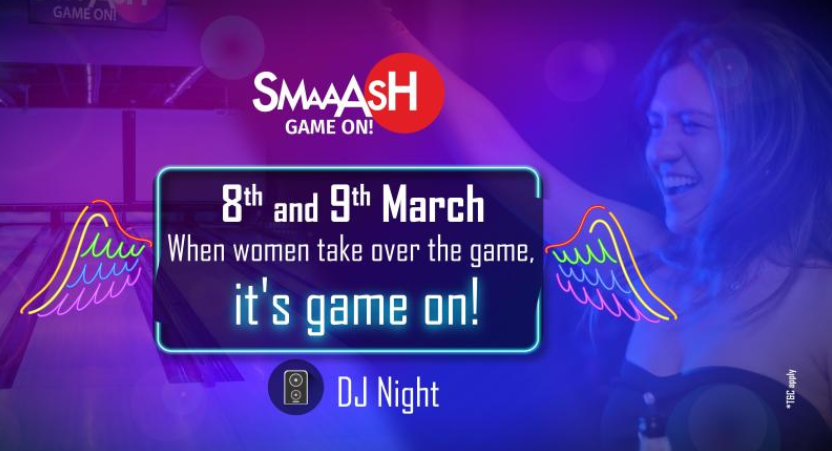 GAME ON!
SMAAASH
GAME ON!
8th and 9th March
When women take over the game,
it's game on!
DJ Night
*T&C apply